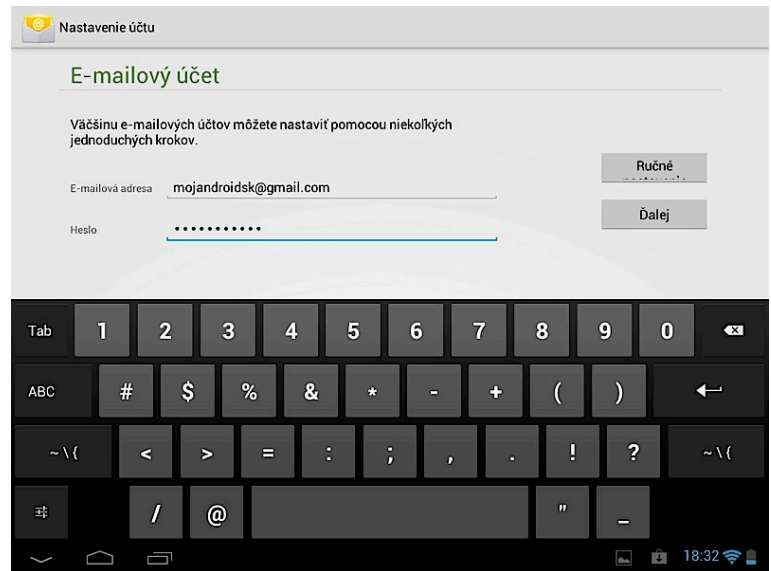 Nastavenie účtu
E-mailový účet
Väčšinu e-mailových účtov môžete nastaviť pomocou niekoľkých
jednoduchých krokov.
Ručné
E-mailová adresa mojandroidsk@gmail.com
Ďalej
Heslo •••••••••••
Tab 1 2 3 4 5 6 7 8 9 0
ABC # $ % & * - + ( )
~ \ { < > = : ; , . ! ? ~ \ {
/ @ " _
18:32